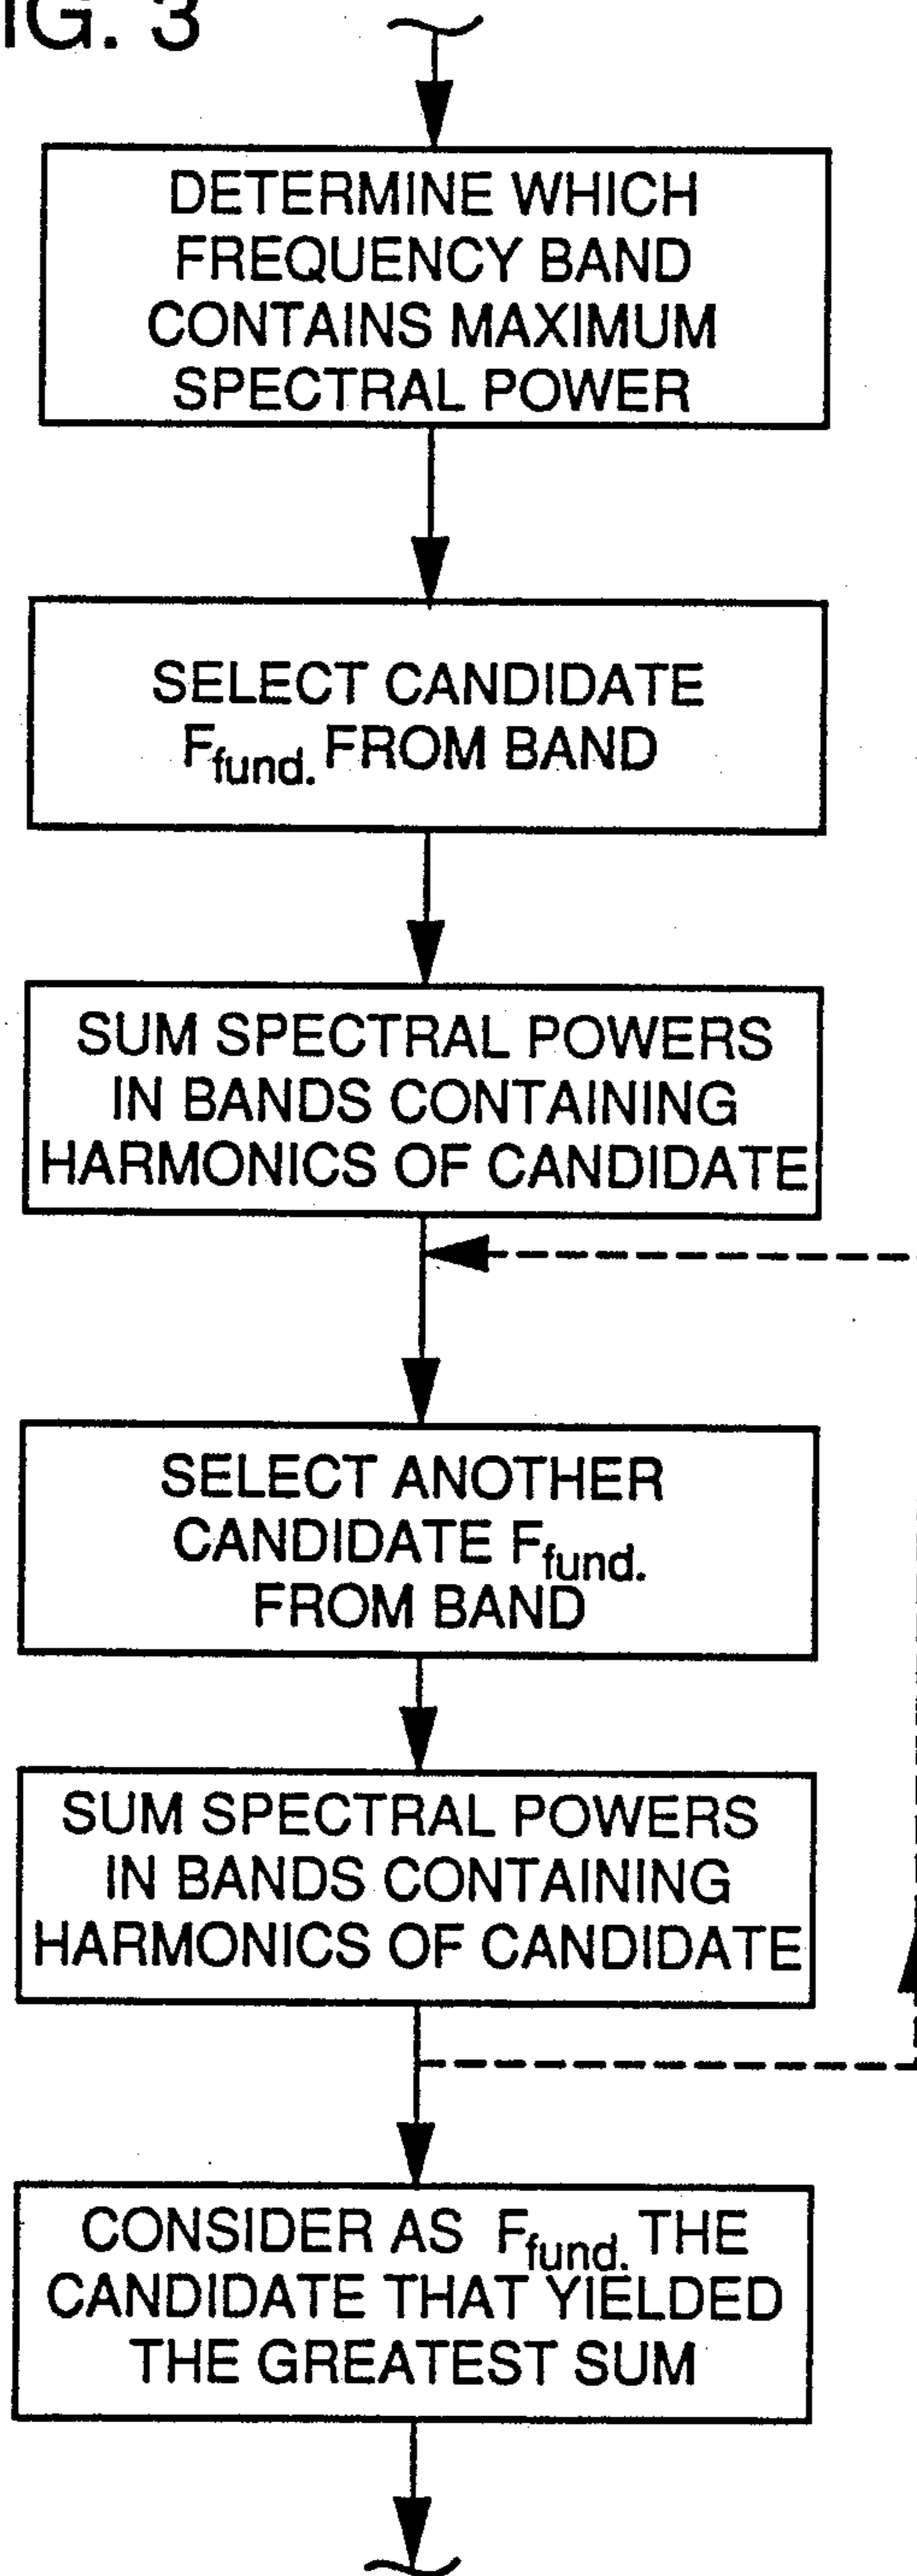 IG. 3
DETERMINE WHICH
FREQUENCY BAND
CONTAINS MAXIMUM
SPECTRAL POWER
SELECT CANDIDATE
Ffund. FROM BAND
SUM SPECTRAL POWERS
IN BANDS CONTAINING
HARMONICS OF CANDIDATE
SELECT ANOTHER
CANDIDATE Ffund.
FROM BAND
SUM SPECTRAL POWERS
IN BANDS CONTAINING
HARMONICS OF CANDIDATE
CONSIDER AS Ffund. THE
CANDIDATE THAT YIELDED
THE GREATEST SUM